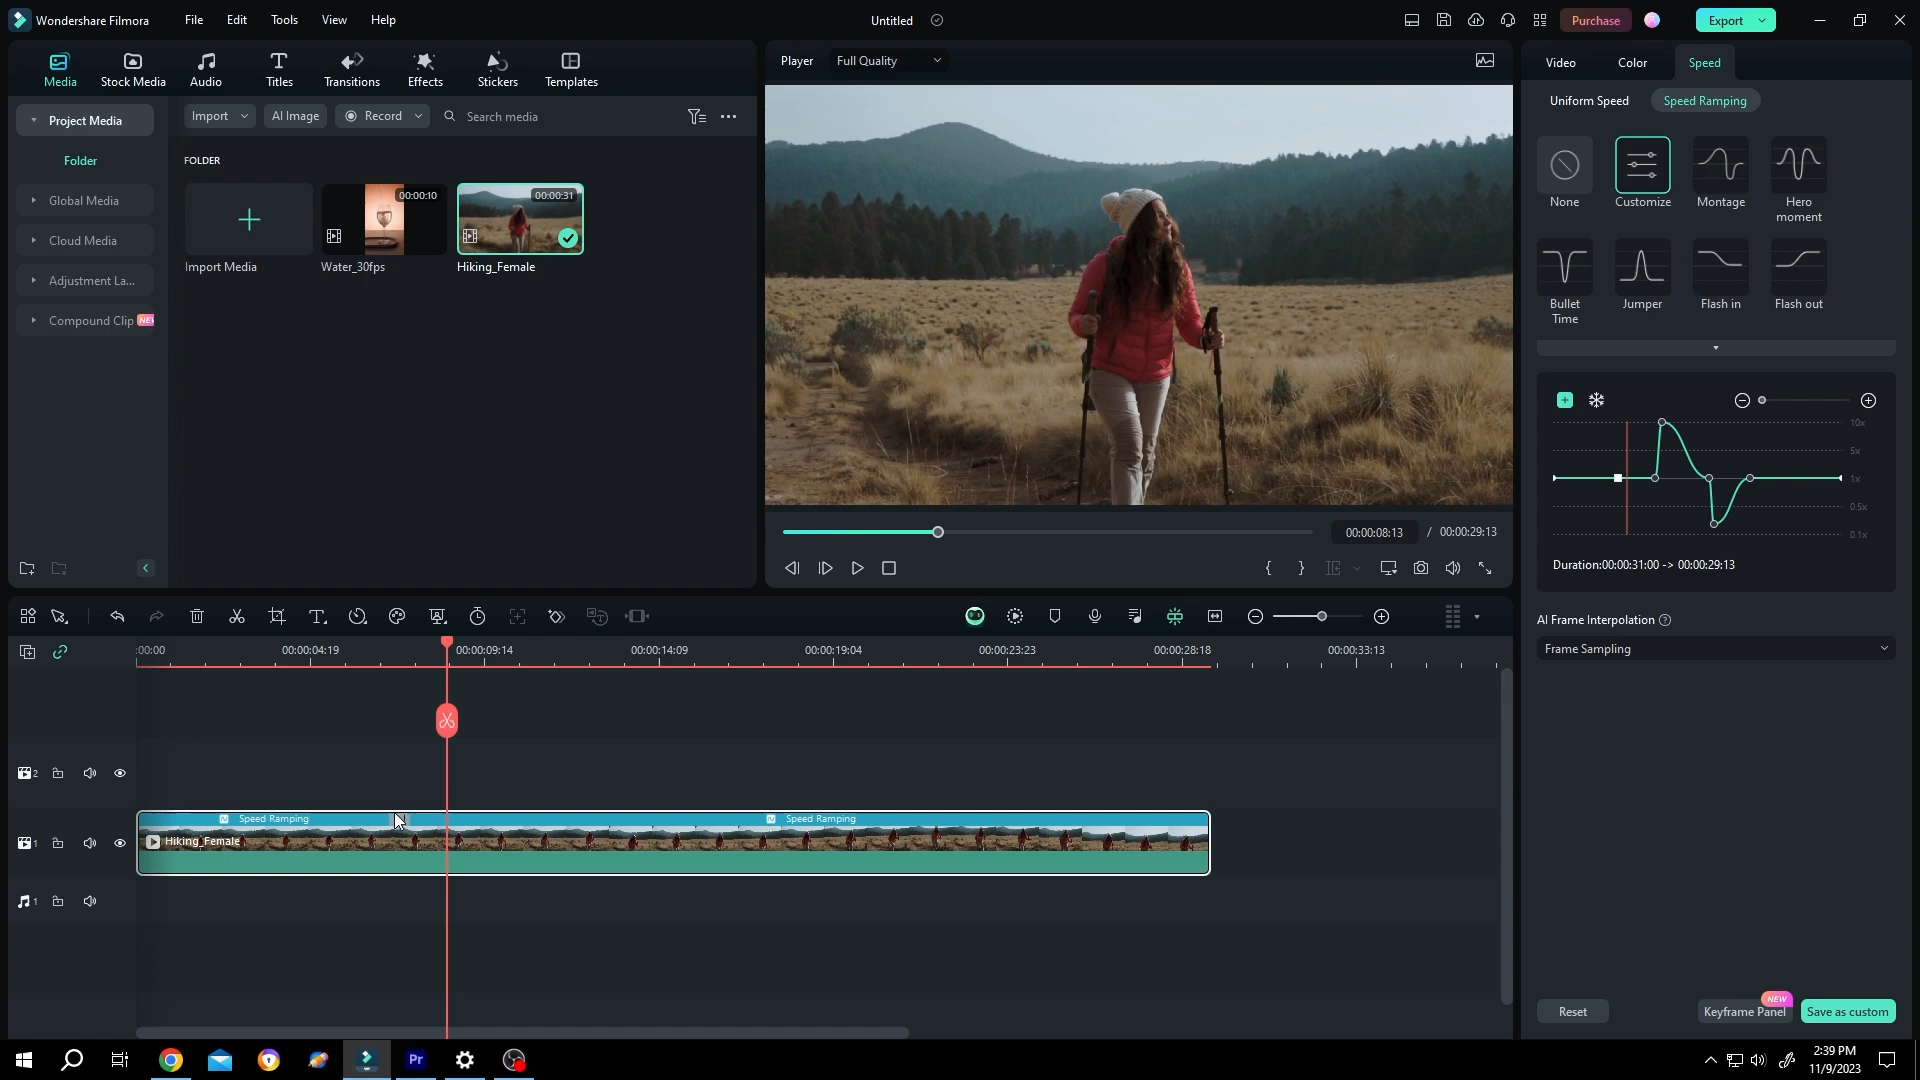 Wondershare Filmora
File
Edit
Tools
View
Help
Untitled
Purchase
Export
Media
Stock Media
Audio
Titles
Transitions
Effects
Stickers
Templates
Project Media
Folder
Global Media
Cloud Media
Adjustment La...
Compound Clip NEW
Import
AI Image
Record
Search media
FOLDER
00:00:10
00:00:31
Import Media
Water_30fps
Hiking_Female
Player
Full Quality
00:00:08:13 / 00:00:29:13
Video
Color
Speed
Uniform Speed
Speed Ramping
None
Customize
Montage
Hero
moment
Bullet
Time
Jumper
Flash in
Flash out
10x
5x
1x
0.5x
0.1x
Duration:00:00:31:00 -> 00:00:29:13
AI Frame Interpolation
Frame Sampling
Reset
Keyframe Panel
NEW
Save as custom
:00:00
00:00:04:19
00:00:09:14
00:00:14:09
00:00:19:04
00:00:23:23
00:00:28:18
00:00:33:13
2
Speed Ramping
Speed Ramping
1
Hiking_Female
1
Pr
2:39 PM
11/9/2023